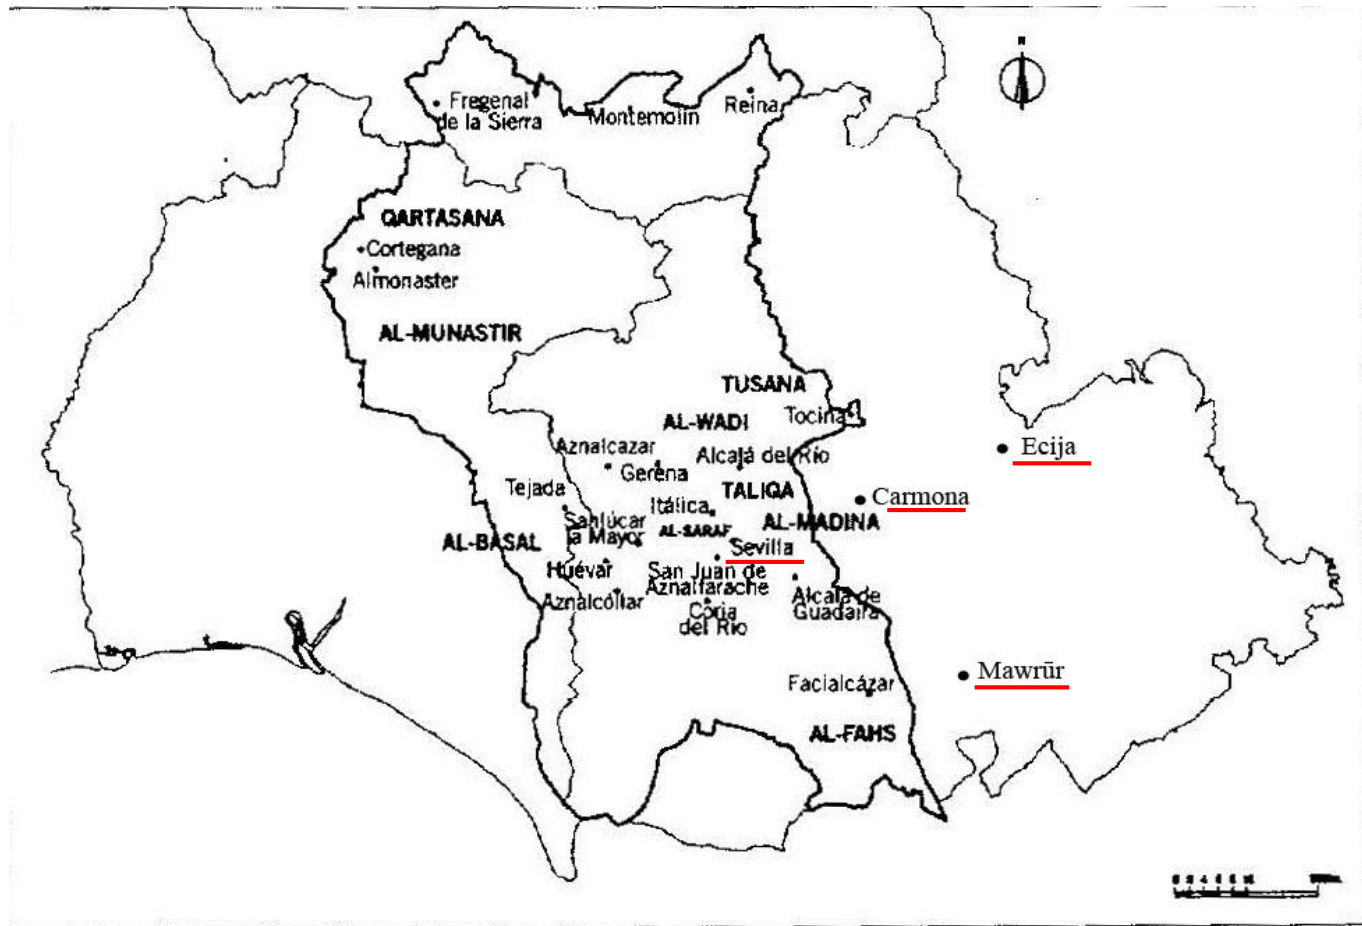 N
Fregenal
de la Sierra
Montemolin
Reina
QARTASANA
Cortegana
Almonaster
AL-MUNASTIR
TUSANA
Tocina
AL-WADI
Aznalcazar
Gerena
Alcalá del Río
Ecija
Tejada
TALIQA
Carmona
Itálica
Sanlúcar
la Mayor
AL-SARAF
AL-MADINA
AL-BASAL
Sevilla
Huévar
San Juan de
Aznalfarache
Aznalcóllar
Coria
del Río
Alcalá de
Guadaira
Mawrūr
Facialcázar
AL-FAHS